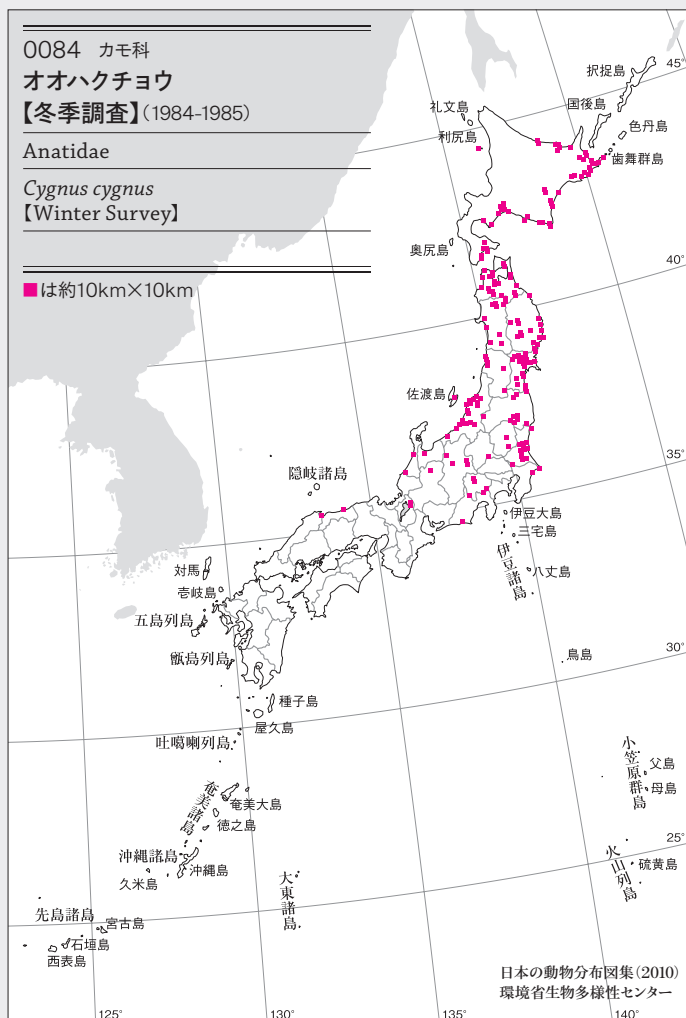 0084 カモ科
オオハクチョウ
【冬季調査】(1984-1985)
Anatidae
Cygnus cygnus
【Winter Survey】
■は約10km×10km
45°
択捉島
国後島
礼文島
色丹島
利尻島
歯舞群島
奥尻島
40°
佐渡島
35°
隠岐諸島
伊豆大島
三宅島
対馬
伊豆諸島
八丈島
壱岐島
五島列島
甑島列島
鳥島
30°
種子島
屋久島
吐噶喇列島
小笠原群島
父島
母島
奄美諸島
奄美大島
徳之島
25°
沖縄諸島
沖縄島
火山列島
硫黄島
久米島
大東諸島
先島諸島
宮古島
石垣島
西表島
日本の動物分布図集(2010)
環境省生物多様性センター
125°
130°
135°
140°